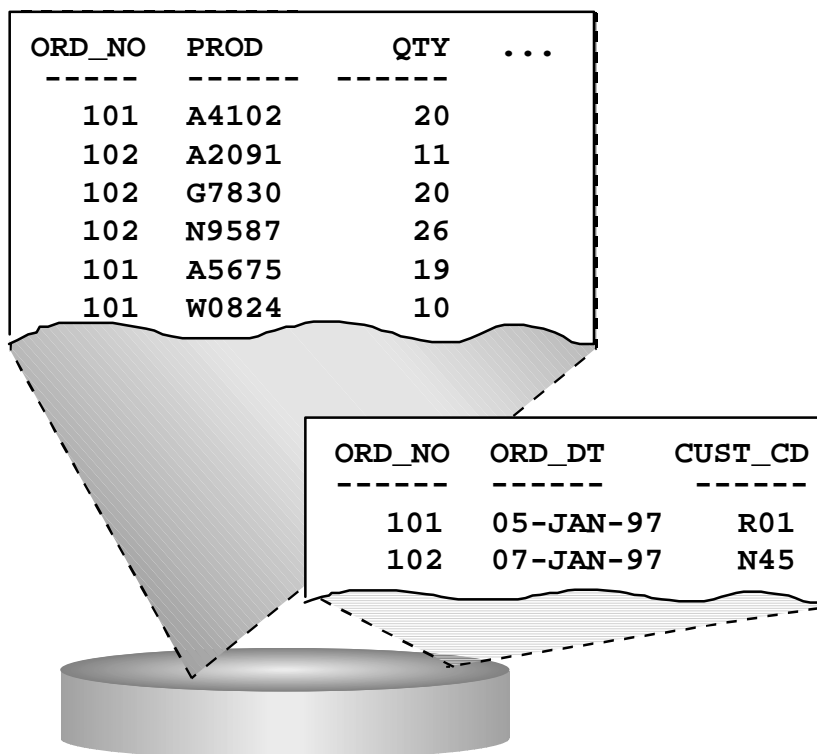 ORD_NO PROD QTY ...
----- ------ ------
101 A4102 20
102 A2091 11
102 G7830 20
102 N9587 26
101 A5675 19
101 W0824 10
ORD_NO ORD_DT CUST_CD
------ ------ ------
101 05-JAN-97 R01
102 07-JAN-97 N45